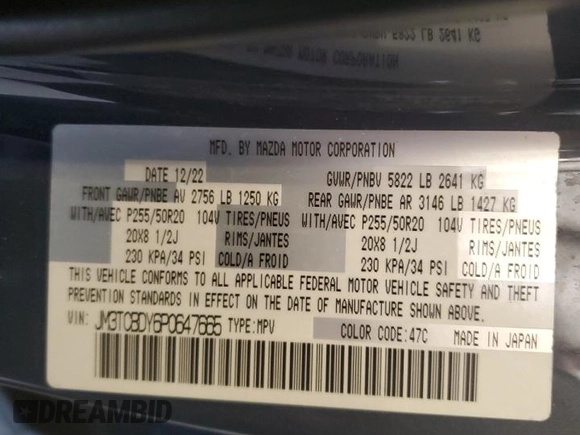 MFD. BY MAZDA MOTOR CORPORATION
DATE 12/22 GVWR/PNBV 5822 LB 2641 KG
FRONT GAWR/PNBE AV 2756 LB 1250 KG REAR GAWR/PNBE AR 3146 LB 1427 KG
WITH/AVEC P255/50R20 104V TIRES/PNEUS WITH/AVEC P255/50R20 104V TIRES/PNEUS
20X8 1/2J RIMS/JANTES 20X8 1/2J RIMS/JANTES
230 KPA/34 PSI COLD/A FROID 230 KPA/34 PSI COLD/A FROID
THIS VEHICLE CONFORMS TO ALL APPLICABLE FEDERAL MOTOR VEHICLE SAFETY AND THEFT
PREVENTION STANDARDS IN EFFECT ON THE DATE OF MANUFACTURE SHOWN ABOVE.
VIN: JM3TCBDY6P0647665 TYPE:MPV COLOR CODE:47C MADE IN JAPAN
DREAMBID